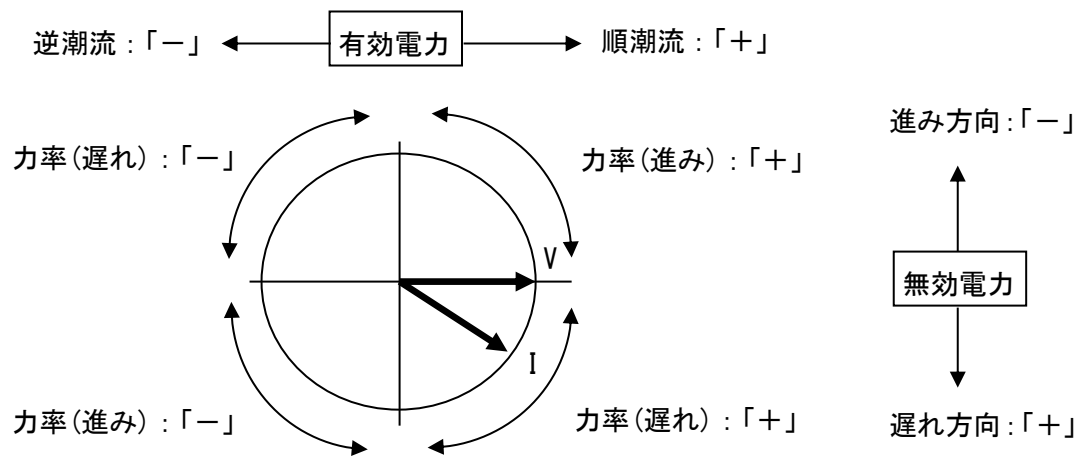 逆潮流:「－」
有効電力
順潮流:「＋」
進み方向:「－」
力率(遅れ):「－」
力率(進み):「＋」
V
無効電力
I
力率(進み):「－」
力率(遅れ):「＋」
遅れ方向:「＋」